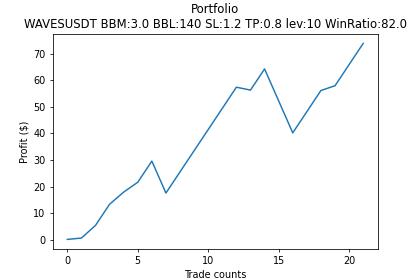 Portfolio
WAVESUSDT BBM:3.0 BBL:140 SL:1.2 TP:0.8 lev:10 WinRatio:82.0
Profit ($)
70
60
50
40
30
20
10
0
0 5 10 15 20
Trade counts